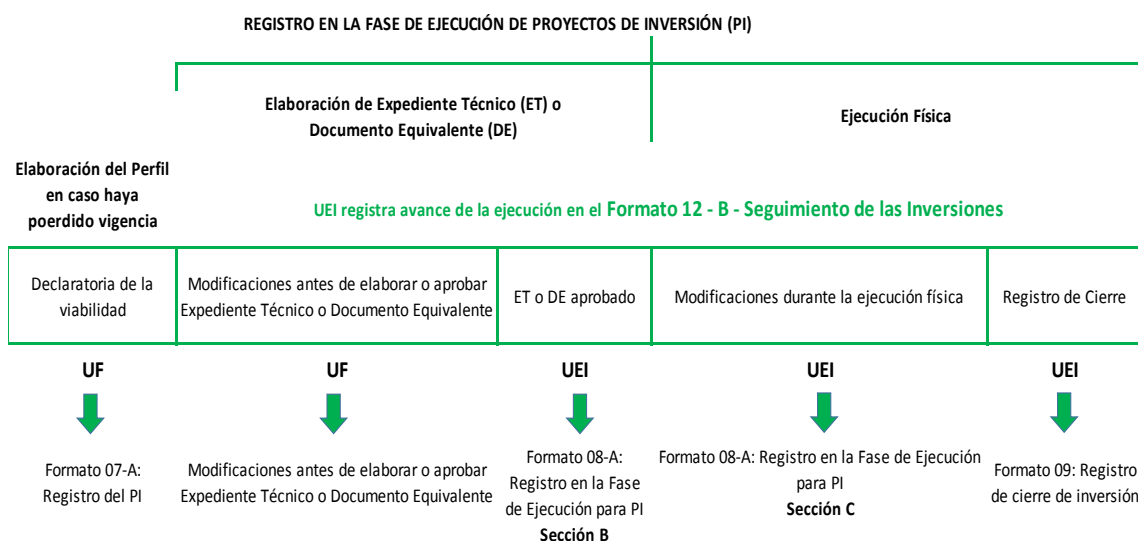 REGISTRO EN LA FASE DE EJECUCIÓN DE PROYECTOS DE INVERSIÓN (PI)
Elaboración de Expediente Técnico (ET) o
Documento Equivalente (DE)
Ejecución Física
Elaboración del Perfil
en caso haya
poerdido vigencia
UEI registra avance de la ejecución en el Formato 12 - B - Seguimiento de las Inversiones
Declaratoria de la
viabilidad
Modificaciones antes de elaborar o aprobar
Expediente Técnico o Documento Equivalente
ET o DE aprobado
Modificaciones durante la ejecución física
Registro de Cierre
UF
UF
UEI
UEI
UEI
Formato 07-A:
Registro del PI
Modificaciones antes de elaborar o aprobar
Expediente Técnico o Documento Equivalente
Formato 08-A:
Registro en la Fase
de Ejecución para PI
Sección B
Formato 08-A: Registro en la Fase de Ejecución
para PI
Sección C
Formato 09: Registro
de cierre de inversión